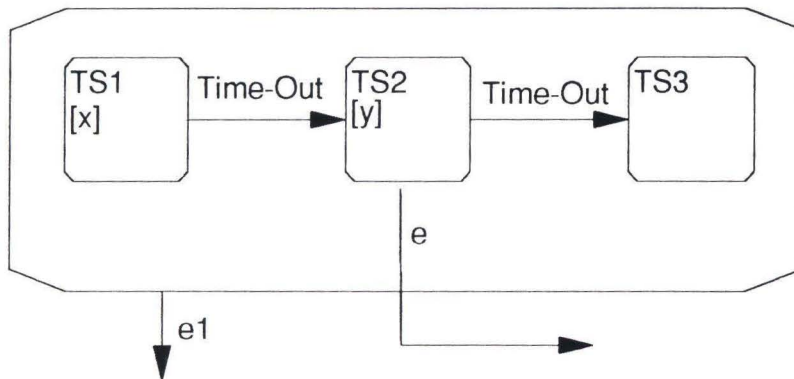 TS1
[x]
Time-Out
TS2
[y]
Time-Out
TS3
e
e1